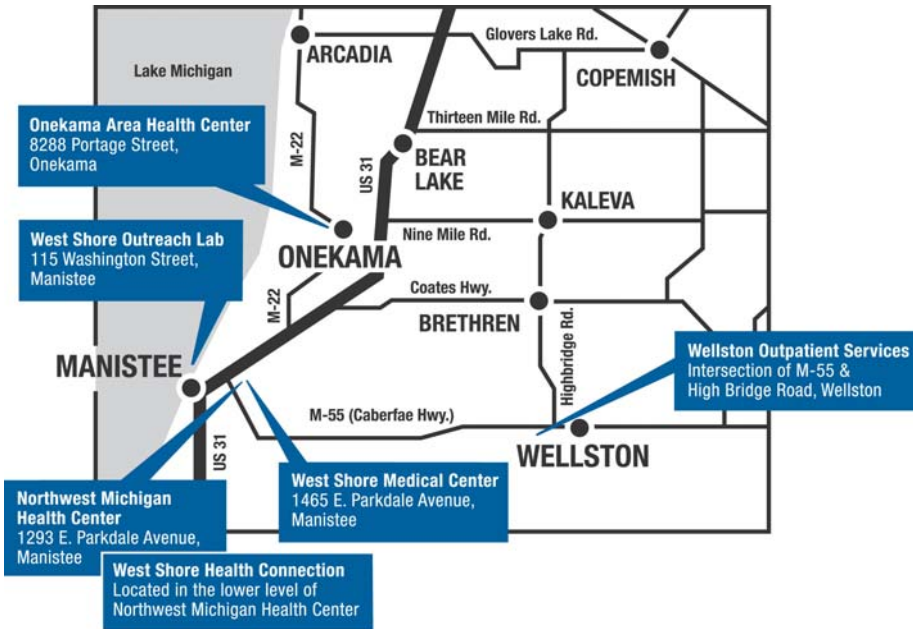 Glovers Lake Rd.
ARCADIA
COPEMISH
Lake Michigan
Onekama Area Health Center
8288 Portage Street,
Onekama
Thirteen Mile Rd.
M-22
US 31
BEAR
LAKE
KALEVA
West Shore Outreach Lab
115 Washington Street,
Manistee
ONEKAMA
Nine Mile Rd.
Coates Hwy.
M-22
BRETHREN
MANISTEE
Highbridge Rd.
Wellston Outpatient Services
Intersection of M-55 &
High Bridge Road, Wellston
M-55 (Caberfae Hwy.)
US 31
WELLSTON
West Shore Medical Center
1465 E. Parkdale Avenue,
Manistee
Northwest Michigan
Health Center
1293 E. Parkdale Avenue,
Manistee
West Shore Health Connection
Located in the lower level of
Northwest Michigan Health Center